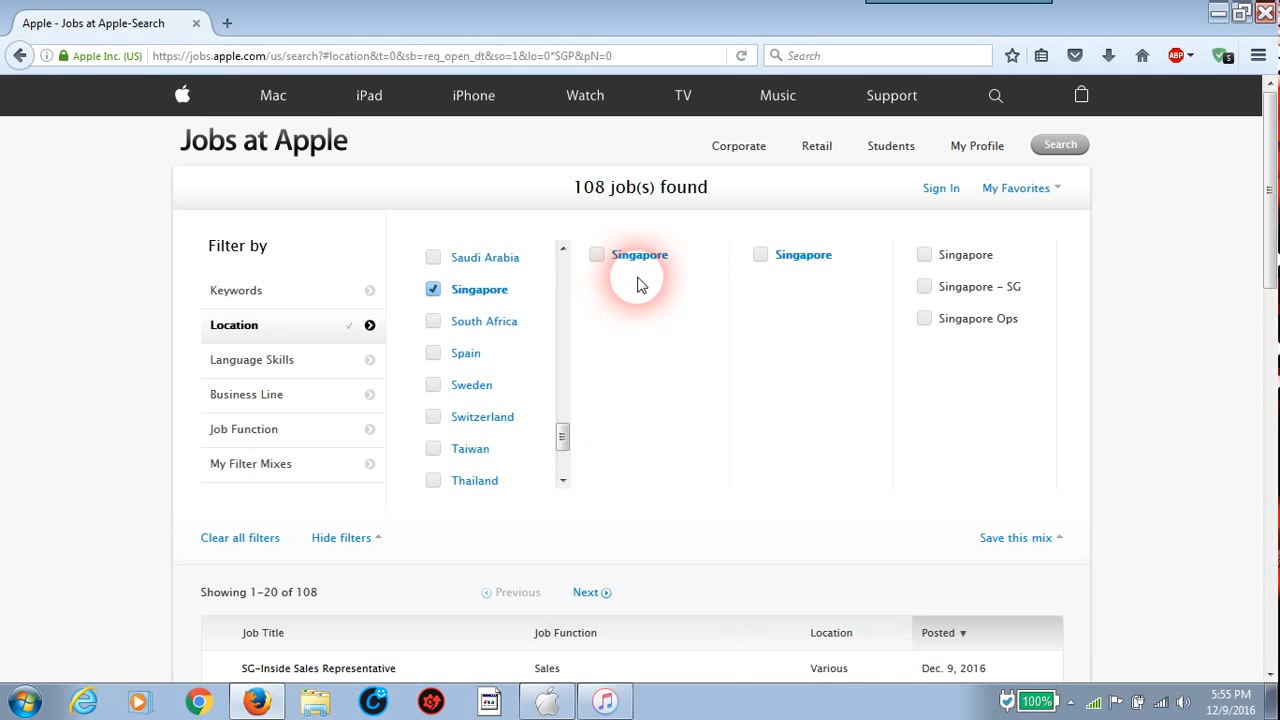 Apple - Jobs at Apple-Search
Apple Inc. (US) https://jobs.apple.com/us/search?#location&t=0&sb=req_open_dt&so=1&lo=0*SGP&pN=0
Search
ABP
5
Mac iPad iPhone Watch TV Music Support
Jobs at Apple
Corporate Retail Students My Profile Search
108 job(s) found
Sign In My Favorites
Filter by
Keywords
Location
Language Skills
Business Line
Job Function
My Filter Mixes
Saudi Arabia
Singapore
South Africa
Spain
Sweden
Switzerland
Taiwan
Thailand
Singapore
Singapore
Singapore
Singapore - SG
Singapore Ops
Clear all filters Hide filters Save this mix
Showing 1-20 of 108 Previous Next
Job Title Job Function Location Posted
SG-Inside Sales Representative Sales Various Dec. 9, 2016
100%
5:55 PM
12/9/2016